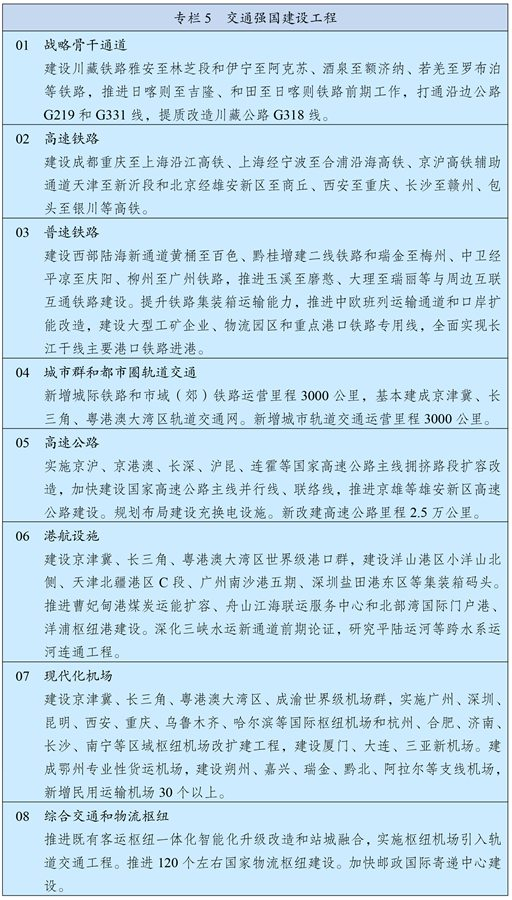 专栏5 交通强国建设工程
01 战略骨干通道
建设川藏铁路雅安至林芝段和伊宁至阿克苏、酒泉至额济纳、若羌至罗布泊
等铁路，推进日喀则至吉隆、和田至日喀则铁路前期工作，打通沿边公路
G219和G331线，提质改造川藏公路G318线。
02 高速铁路
建设成都重庆至上海沿江高铁、上海经宁波至合浦沿海高铁、京沪高铁辅助
通道天津至新沂段和北京经雄安新区至商丘、西安至重庆、长沙至赣州、包
头至银川等高铁。
03 普速铁路
建设西部陆海新通道黄桶至百色、黔桂增建二线铁路和瑞金至梅州、中卫经
平凉至庆阳、柳州至广州铁路，推进玉溪至磨憨、大理至瑞丽等与周边互联
互通铁路建设。提升铁路集装箱运输能力，推进中欧班列运输通道和口岸扩
能改造，建设大型工矿企业、物流园区和重点港口铁路专用线，全面实现长
江干线主要港口铁路进港。
04 城市群和都市圈轨道交通
新增城际铁路和市域（郊）铁路运营里程3000公里，基本建成京津冀、长
三角、粤港澳大湾区轨道交通网。新增城市轨道交通运营里程3000公里。
05 高速公路
实施京沪、京港澳、长深、沪昆、连霍等国家高速公路主线拥挤路段扩容改
造，加快建设国家高速公路主线并行线、联络线，推进京雄等雄安新区高速
公路建设。规划布局建设充换电设施。新改建高速公路里程2.5万公里。
06 港航设施
建设京津冀、长三角、粤港澳大湾区世界级港口群，建设洋山港区小洋山北
侧、天津北疆港区C段、广州南沙港五期、深圳盐田港东区等集装箱码头。
推进曹妃甸港煤炭运能扩容、舟山江海联运服务中心和北部湾国际门户港、
洋浦枢纽港建设。深化三峡水运新通道前期论证，研究平陆运河等跨水系运
河连通工程。
07 现代化机场
建设京津冀、长三角、粤港澳大湾区、成渝世界级机场群，实施广州、深圳、
昆明、西安、重庆、乌鲁木齐、哈尔滨等国际枢纽机场和杭州、合肥、济南、
长沙、南宁等区域枢纽机场改扩建工程，建设厦门、大连、三亚新机场。建
成鄂州专业性货运机场，建设朔州、嘉兴、瑞金、黔北、阿拉尔等支线机场，
新增民用运输机场30个以上。
08 综合交通和物流枢纽
推进既有客运枢纽一体化智能化升级改造和站城融合，实施枢纽机场引入轨
道交通工程。推进120个左右国家物流枢纽建设。加快邮政国际寄递中心建
设。